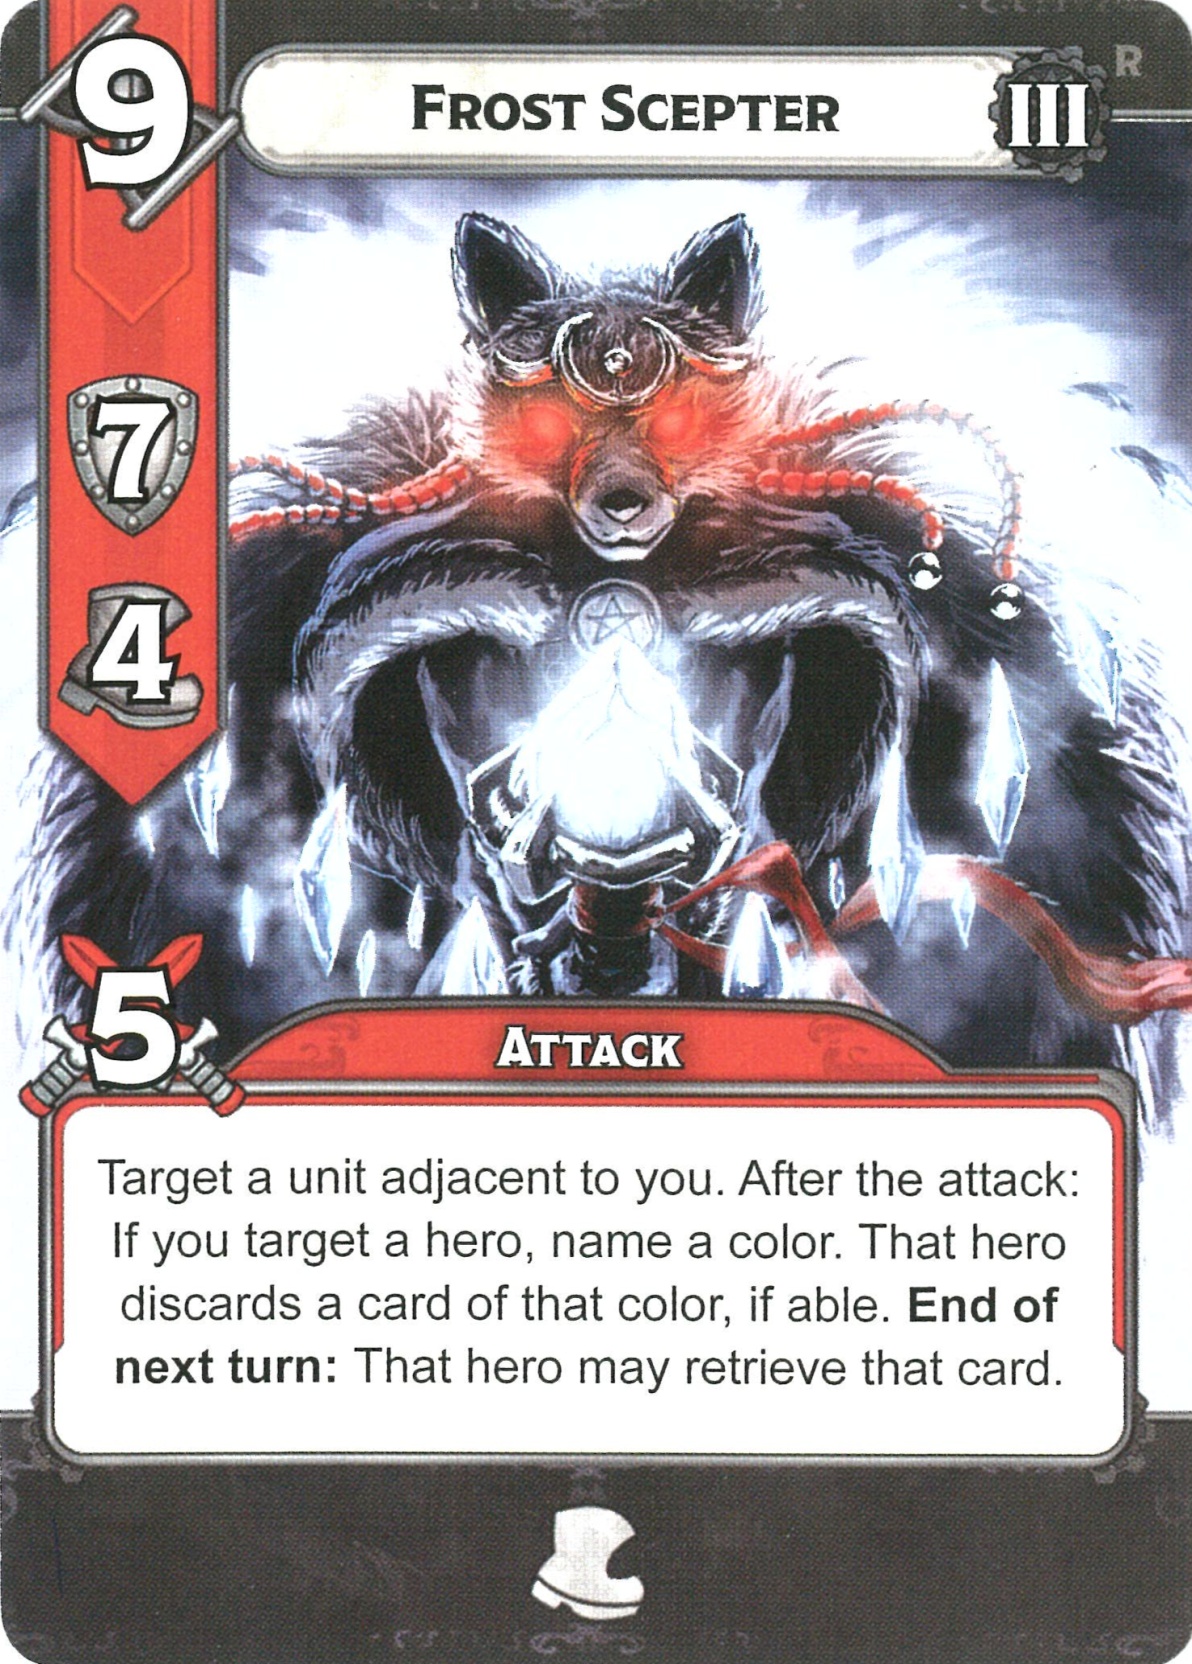 9
FROST SCEPTER
III
R
7
4
5
ATTACK
Target a unit adjacent to you. After the attack:
If you target a hero, name a color. That hero
discards a card of that color, if able. End of
next turn: That hero may retrieve that card.